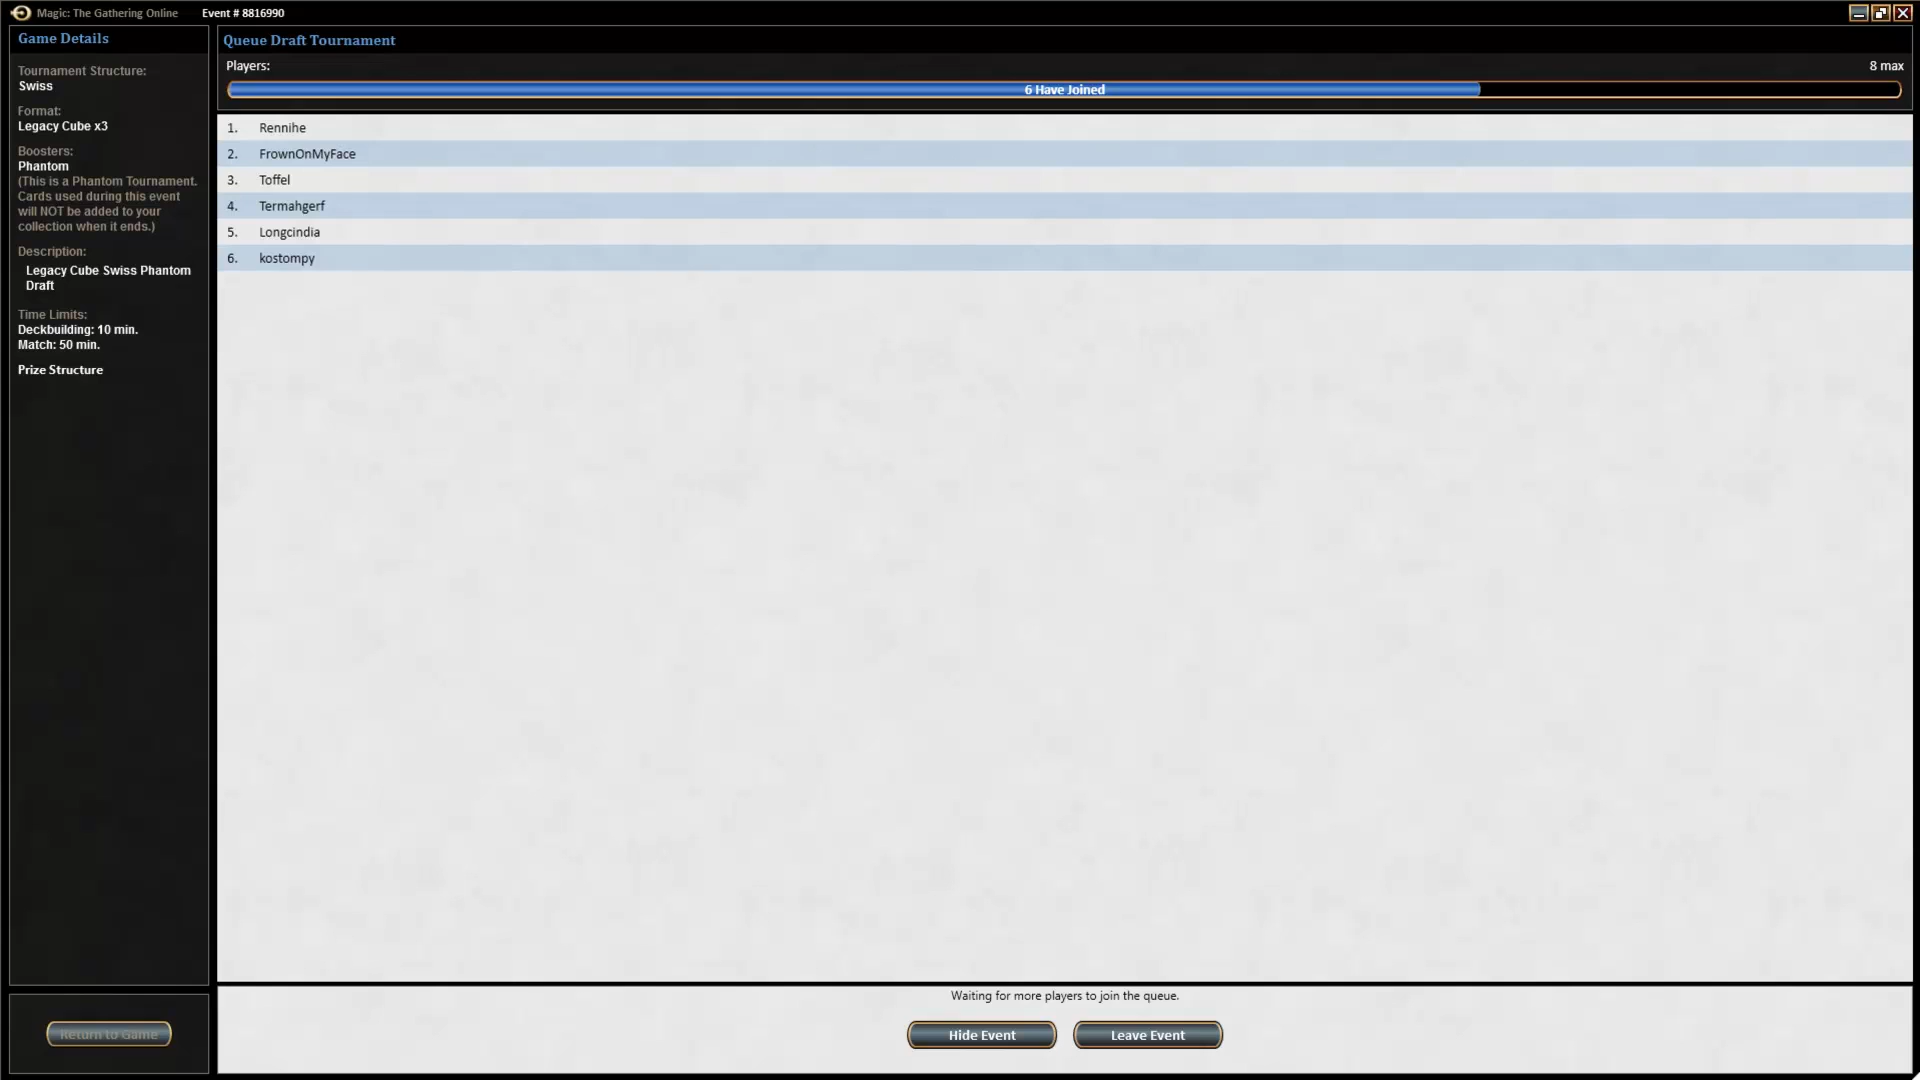 Magic: The Gathering Online Event # 8816990
Game Details
Tournament Structure:
Swiss
Format:
Legacy Cube x3
Boosters:
Phantom
(This is a Phantom Tournament.
Cards used during this event
will NOT be added to your
collection when it ends.)
Description:
Legacy Cube Swiss Phantom
Draft
Time Limits:
Deckbuilding: 10 min.
Match: 50 min.
Prize Structure
Return to Game
Queue Draft Tournament
Players: 8 max
6 Have Joined
1. Rennihe
2. FrownOnMyFace
3. Toffel
4. Termahgerf
5. Longcindia
6. kostompy
Waiting for more players to join the queue.
Hide Event Leave Event